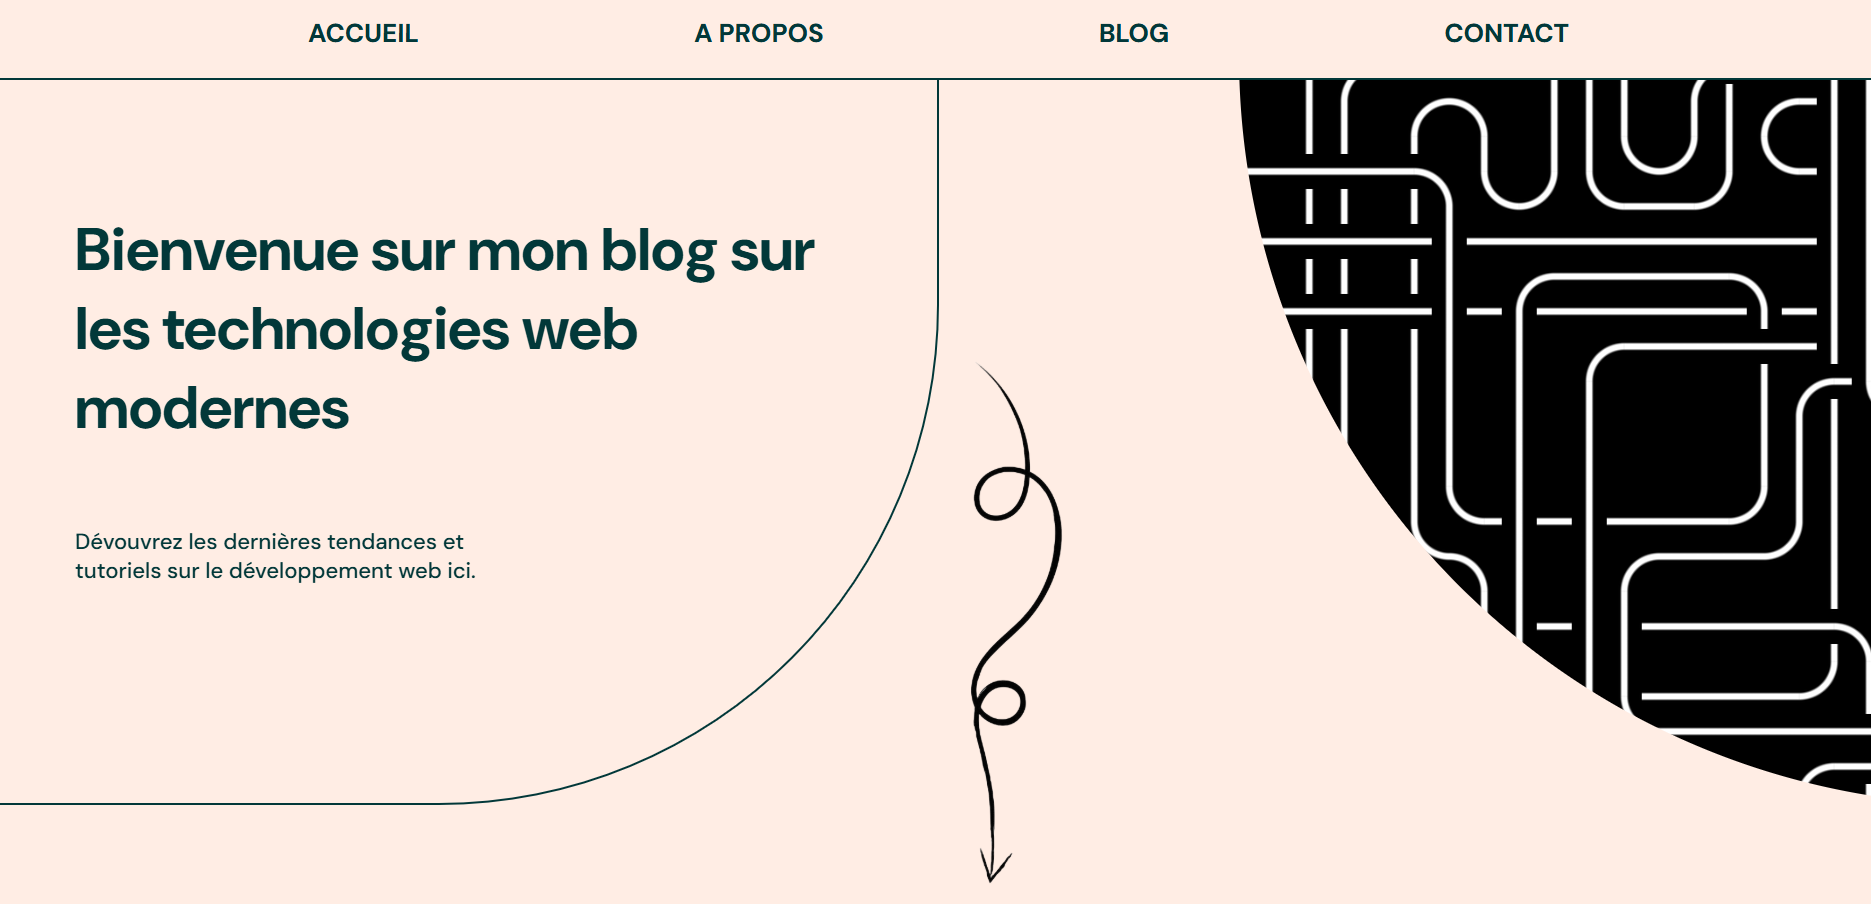 ACCUEIL A PROPOS BLOG CONTACT
Bienvenue sur mon blog sur
les technologies web
modernes
Dévouvrez les dernières tendances et
tutoriels sur le développement web ici.